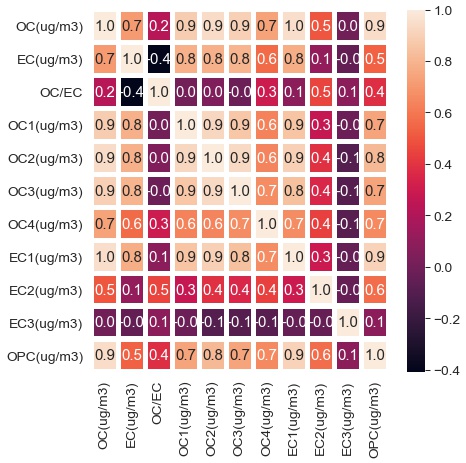 OC(ug/m3) 1.0 0.7 0.2 0.9 0.9 0.9 0.7 1.0 0.5 0.0 0.9
EC(ug/m3) 0.7 1.0 -0.4 0.8 0.8 0.8 0.6 0.8 0.1 -0.0 0.5
OC/EC 0.2 -0.4 1.0 0.0 0.0 -0.0 0.3 0.1 0.5 0.1 0.4
OC1(ug/m3) 0.9 0.8 0.0 1.0 0.9 0.9 0.6 0.9 0.3 -0.0 0.7
OC2(ug/m3) 0.9 0.8 0.0 0.9 1.0 0.9 0.6 0.9 0.4 -0.1 0.8
OC3(ug/m3) 0.9 0.8 -0.0 0.9 0.9 1.0 0.7 0.8 0.4 -0.1 0.7
OC4(ug/m3) 0.7 0.6 0.3 0.6 0.6 0.7 1.0 0.7 0.4 -0.1 0.7
EC1(ug/m3) 1.0 0.8 0.1 0.9 0.9 0.8 0.7 1.0 0.3 -0.0 0.9
EC2(ug/m3) 0.5 0.1 0.5 0.3 0.4 0.4 0.4 0.3 1.0 -0.0 0.6
EC3(ug/m3) 0.0 -0.0 0.1 -0.0 -0.1 -0.1 -0.1 -0.0 -0.0 1.0 0.1
OPC(ug/m3) 0.9 0.5 0.4 0.7 0.8 0.7 0.7 0.9 0.6 0.1 1.0
OC(ug/m3)
EC(ug/m3)
OC/EC
OC1(ug/m3)
OC2(ug/m3)
OC3(ug/m3)
OC4(ug/m3)
EC1(ug/m3)
EC2(ug/m3)
EC3(ug/m3)
OPC(ug/m3)
1.0
0.8
0.6
0.4
0.2
0.0
−0.2
−0.4